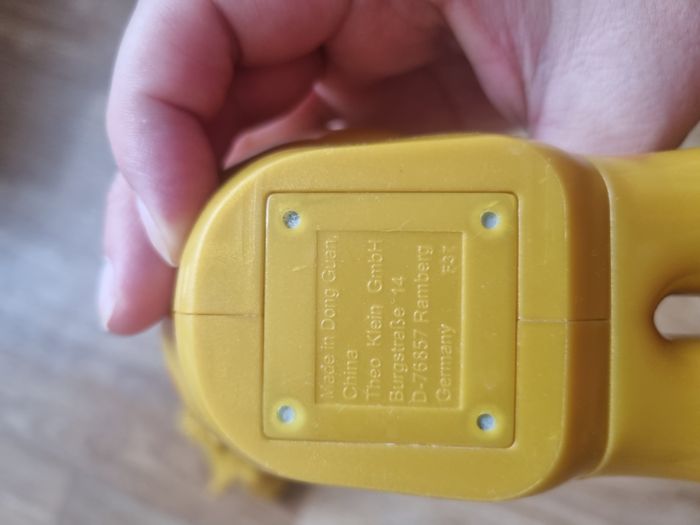 Made in Dong Guan,
China
Theo Klein GmbH
Burgstraße 14
D-76857 Ramberg
Germany